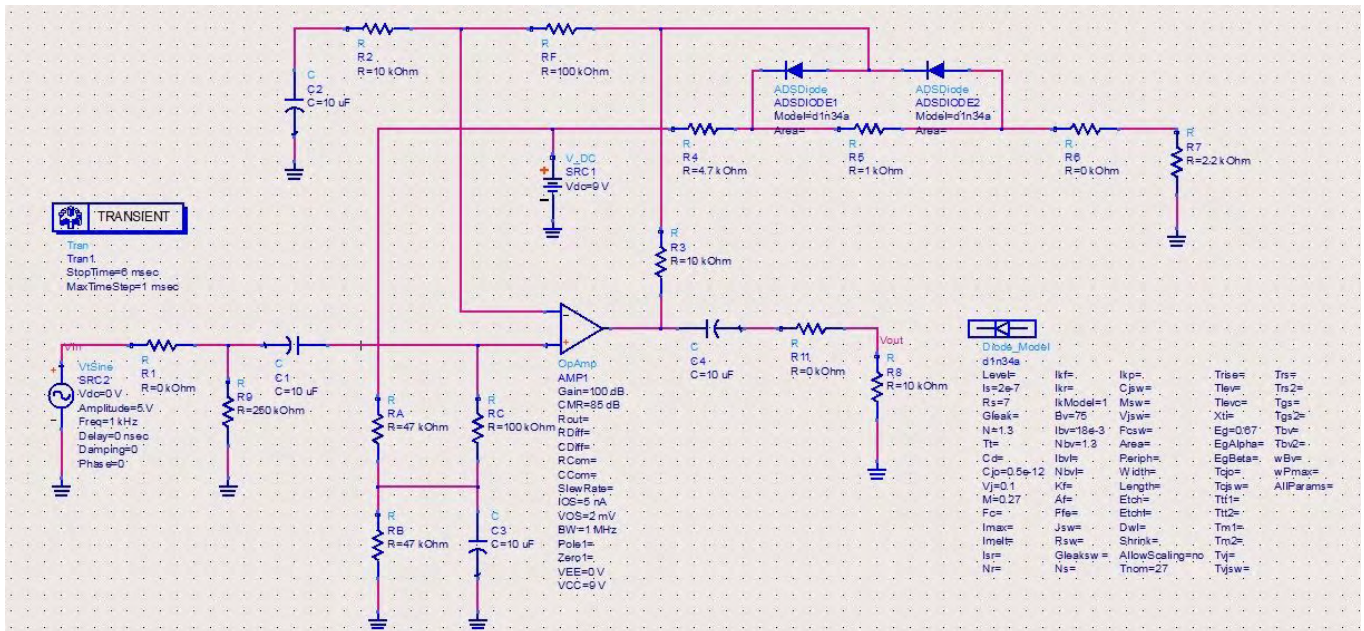 R
R2
R=10 kOhm
R
RF
R=100 kOhm
C
C2
C=10 uF
ADSDiode
ADSDIODE1
Model=d1n34a
Area=
ADSDiode
ADSDIODE2
Model=d1n34a
Area=
R
R4
R=4.7 kOhm
R
R5
R=1 kOhm
R
R6
R=0 kOhm
R
R7
R=2.2 kOhm
V_DC
SRC1
Vdc=9 V
TRANSIENT
Tran
Tran1
StopTime=6 msec
MaxTimeStep=1 msec
R
R3
R=10 kOhm
Vin
VtSine
SRC2
Vdc=0 V
Amplitude=5 V
Freq=1 kHz
Delay=0 nsec
Damping=0
Phase=0
R
R1
R=0 kOhm
R
R9
R=250 kOhm
C
C1
C=10 uF
R
RA
R=47 kOhm
R
RC
R=100 kOhm
R
RB
R=47 kOhm
C
C3
C=10 uF
OpAmp
AMP1
Gain=100 dB
CMR=85 dB
Rout=
RDiff=
CDiff=
RCom=
CCom=
SlewRate=
IOS=5 nA
VOS=2 mV
BW=1 MHz
Pole1=
Zero1=
VEE=0 V
VCC=9 V
C
C4
C=10 uF
R
R11
R=0 kOhm
Vout
R
R8
R=10 kOhm
Diode_Model
d1n34a
Level=
Is=2e-7
Rs=7
Gleak=
N=1.3
Tt=
Cd=
Cjo=0.5e-12
Vj=0.1
M=0.27
Fc=
Imax=
Imelt=
Isr=
Nr=
Ikf=
Ikr=
IkModel=1
Bv=75
Ibv=18e-3
Nbv=1.3
Ibvl=
Nbvl=
Kf=
Af=
Ffe=
Jsw=
Rsw=
Gleaksw=
Ns=
Ikp=
Cjsw=
Msw=
Vjsw=
Fcsw=
Area=
Periph=
Width=
Length=
Etch=
Etchl=
Dwl=
Shrink=
AllowScaling=no
Tnom=27
Trise=
Tlev=
Tlevc=
Xti=
Eg=0.67
EgAlpha=
EgBeta=
Tcjo=
Tcjsw=
Ttt1=
Ttt2=
Tm1=
Tm2=
Tvj=
Tvjsw=
Trs=
Trs2=
Tgs=
Tgs2=
Tbv=
Tbv2=
wBv=
wPmax=
AllParams=